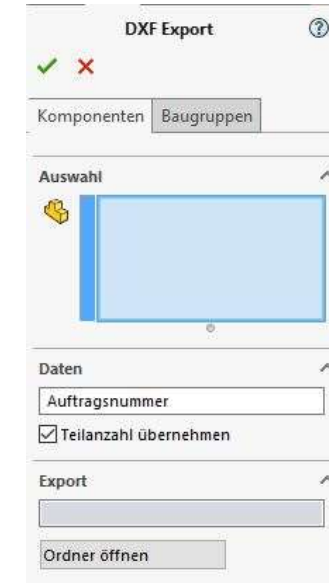 DXF Export
?
Komponenten Baugruppen
Auswahl
Daten
Auftragsnummer
Teilanzahl übernehmen
Export
Ordner öffnen